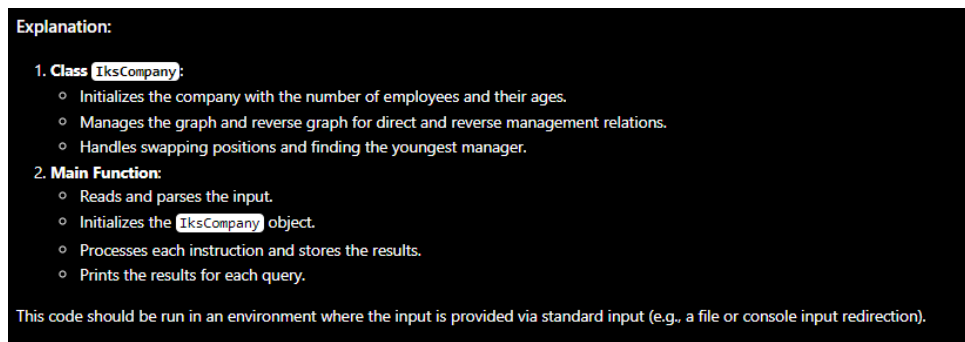 Explanation:
1. Class IksCompany:
Initializes the company with the number of employees and their ages.
Manages the graph and reverse graph for direct and reverse management relations.
Handles swapping positions and finding the youngest manager.
2. Main Function:
Reads and parses the input.
Initializes the IksCompany object.
Processes each instruction and stores the results.
Prints the results for each query.
This code should be run in an environment where the input is provided via standard input (e.g., a file or console input redirection).